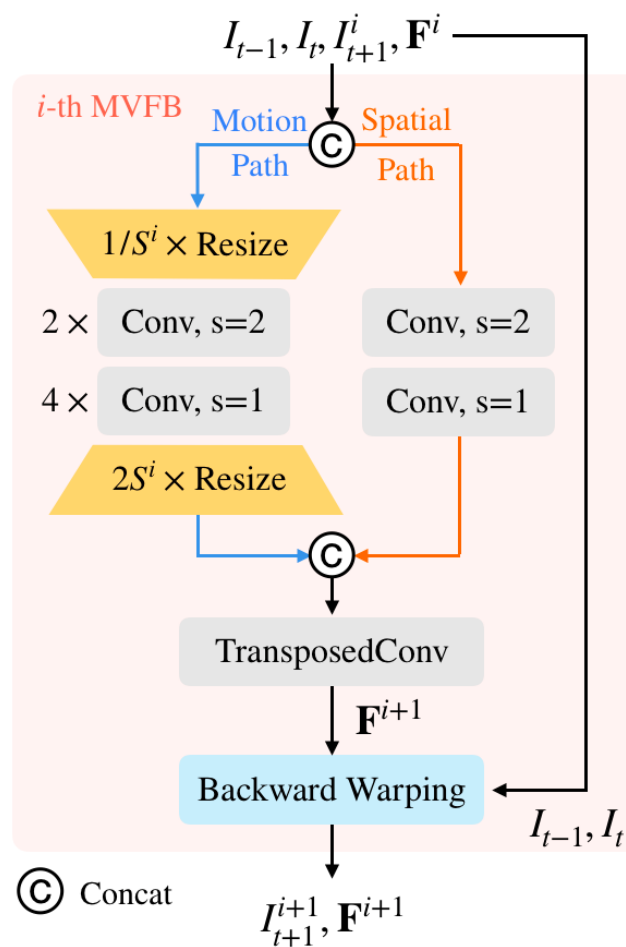 I_{t-1}, I_t, I_{t+1}^i, F^i
i-th MVFB
Motion Path
Spatial Path
C
1/S^i × Resize
2 × Conv, s=2
Conv, s=2
4 × Conv, s=1
Conv, s=1
2S^i × Resize
C
TransposedConv
F^{i+1}
Backward Warping
I_{t-1}, I_t
C Concat
I_{t+1}^{i+1}, F^{i+1}